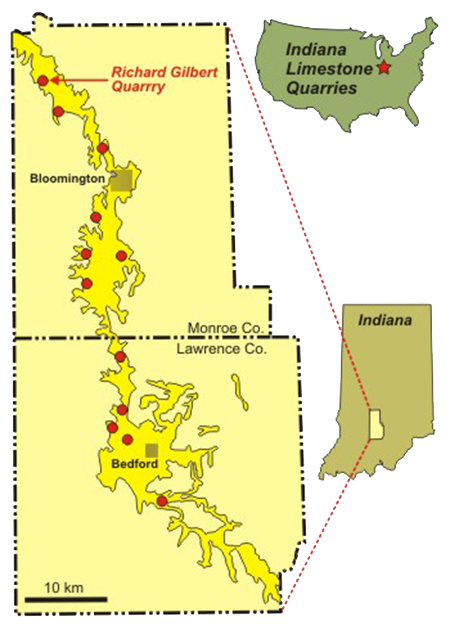 Richard Gilbert
Quarrry
Indiana
Limestone
Quarries
Bloomington
Monroe Co.
Lawrence Co.
Indiana
Bedford
10 km